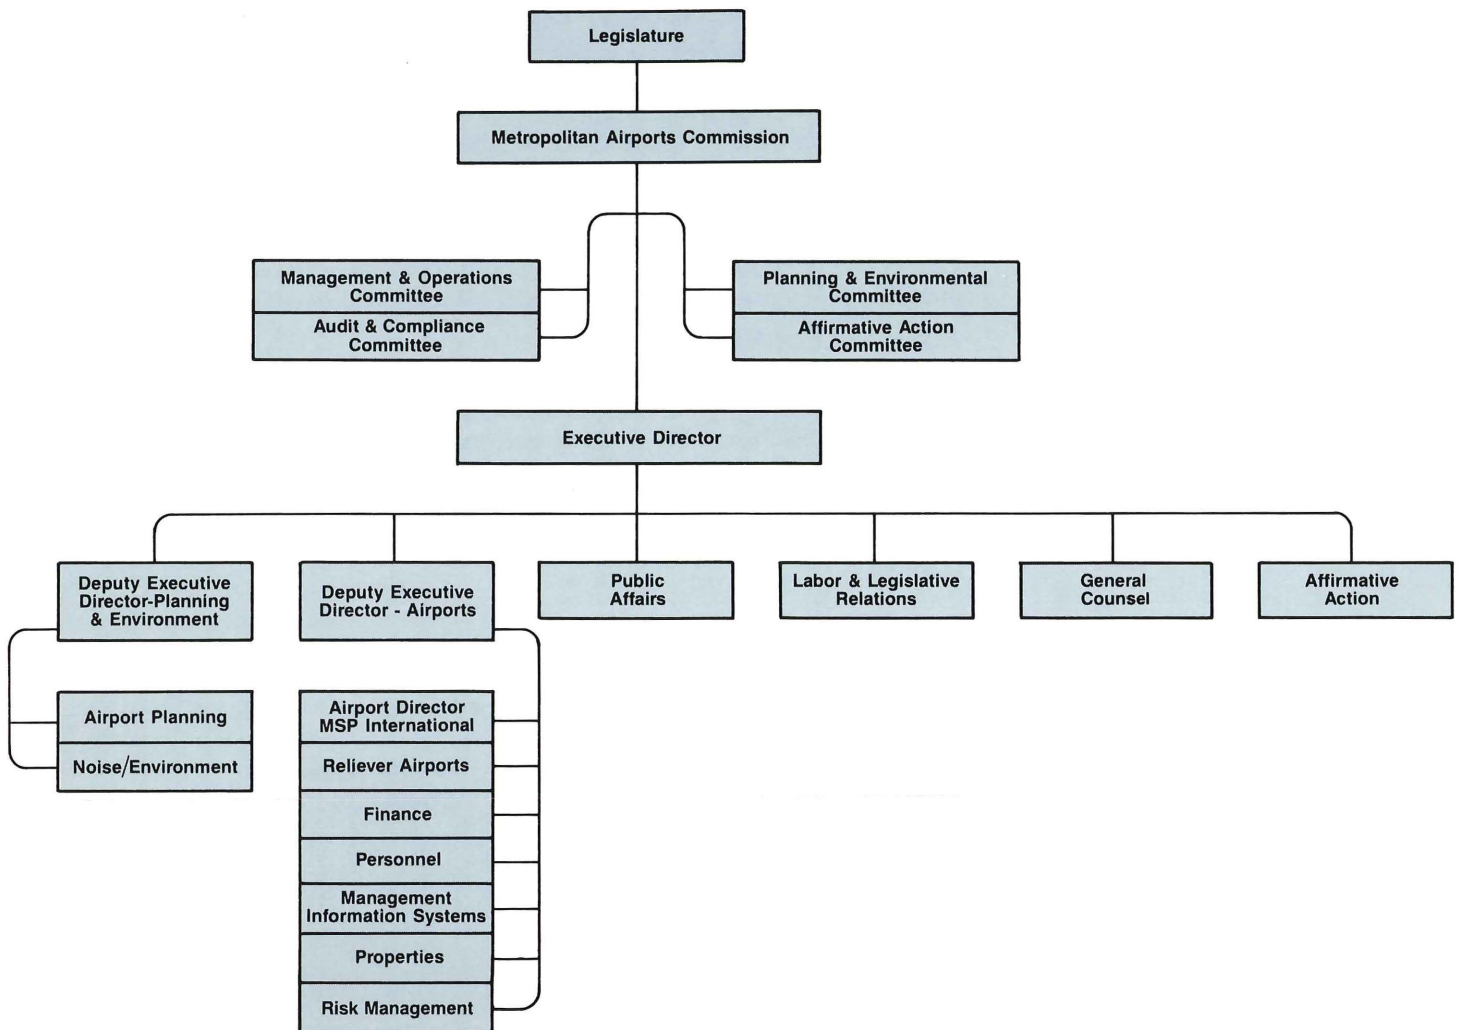 Legislature
Metropolitan Airports Commission
Management & Operations
Committee
Audit & Compliance
Committee
Planning & Environmental
Committee
Affirmative Action
Committee
Executive Director
Deputy Executive
Director-Planning
& Environment
Deputy Executive
Director - Airports
Public
Affairs
Labor & Legislative
Relations
General
Counsel
Affirmative
Action
Airport Planning
Noise/Environment
Airport Director
MSP International
Reliever Airports
Finance
Personnel
Management
Information Systems
Properties
Risk Management